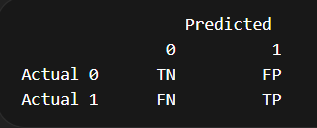 Predicted
0 1
Actual 0 TN FP
Actual 1 FN TP